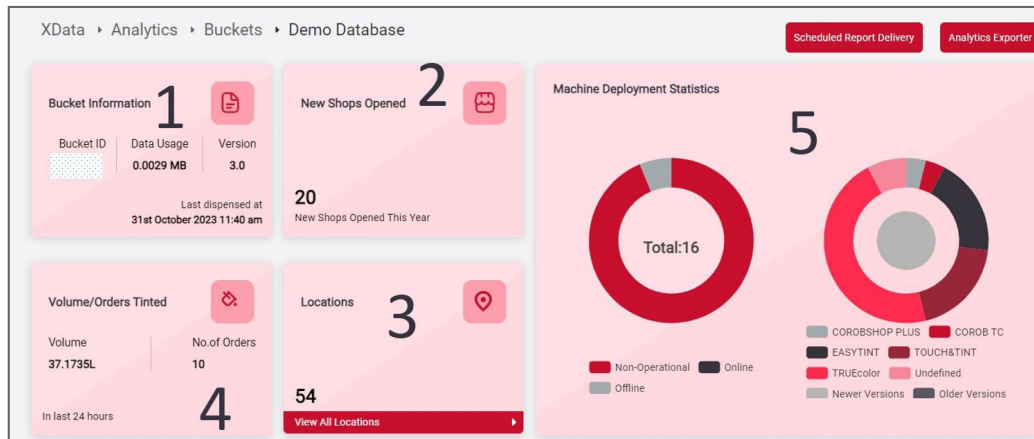 XData ‣ Analytics ‣ Buckets ‣ Demo Database
Scheduled Report Delivery
Analytics Exporter
Bucket Information
1
Bucket ID
Data Usage
Version
0.0029 MB
3.0
Last dispensed at
31st October 2023 11:40 am
New Shops Opened
2
20
New Shops Opened This Year
Volume/Orders Tinted
Volume
No.of Orders
37.1735L
10
In last 24 hours
4
Locations
3
54
View All Locations
Machine Deployment Statistics
5
Total:16
Non-Operational
Online
Offline
COROBSHOP PLUS
COROB TC
EASYTINT
TOUCH&TINT
TRUEcolor
Undefined
Newer Versions
Older Versions